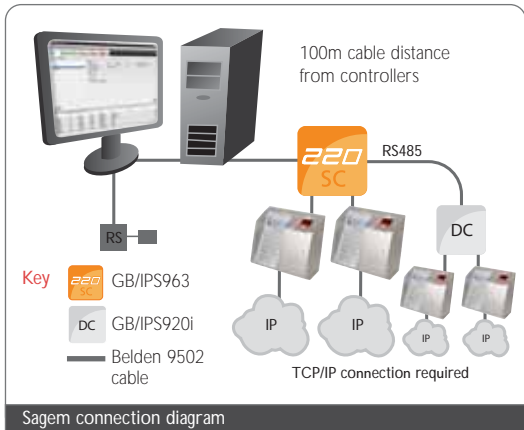 100m cable distance
from controllers
220
SC
RS485
DC
RS
Key
220
SC
GB/IPS963
DC
GB/IPS920i
Belden 9502
cable
IP
IP
IP
IP
TCP/IP connection required
Sagem connection diagram